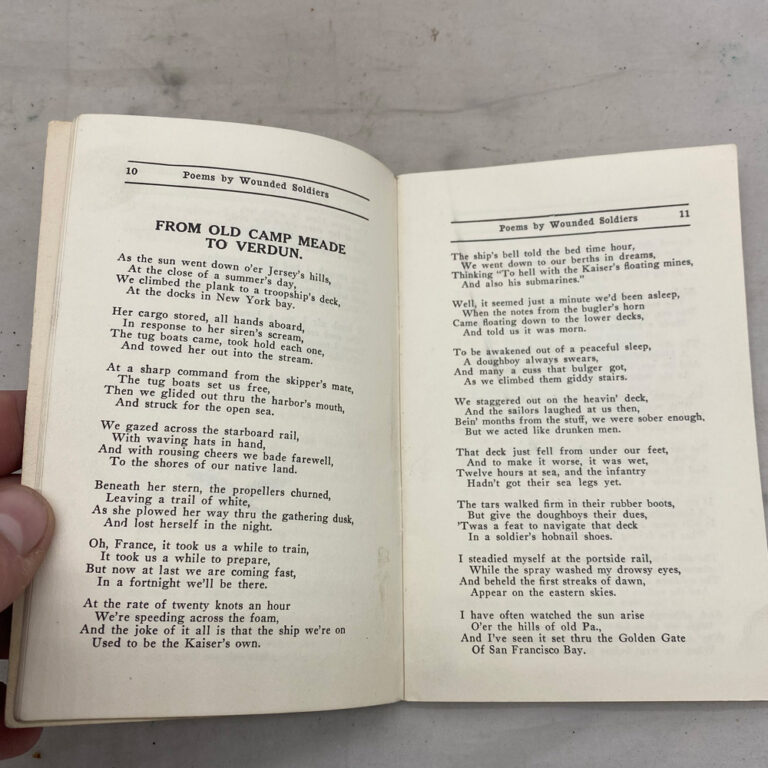 10 Poems by Wounded Soldiers
FROM OLD CAMP MEADE
TO VERDUN.
As the sun went down o'er Jersey's hills,
At the close of a summer's day,
We climbed the plank to a troopship's deck,
At the docks in New York bay.
Her cargo stored, all hands aboard,
In response to her siren's scream,
The tug boats came, took hold each one,
And towed her out into the stream.
At a sharp command from the skipper's mate,
The tug boats set us free,
Then we glided out thru the harbor's mouth,
And struck for the open sea.
We gazed across the starboard rail,
With waving hats in hand,
And with rousing cheers we bade farewell,
To the shores of our native land.
Beneath her stern, the propellers churned,
Leaving a trail of white,
As she plowed her way thru the gathering dusk,
And lost herself in the night.
Oh, France, it took us a while to train,
It took us a while to prepare,
But now at last we are coming fast,
In a fortnight we'll be there.
At the rate of twenty knots an hour
We're speeding across the foam,
And the joke of it all is that the ship we're on
Used to be the Kaiser's own.
Poems by Wounded Soldiers 11
The ship's bell told the bed time hour,
We went down to our berths in dreams,
Thinking "To hell with the Kaiser's floating mines,
And also his submarines."
Well, it seemed just a minute we'd been asleep,
When the notes from the bugler's horn
Came floating down to the lower decks,
And told us it was morn.
To be awakened out of a peaceful sleep,
A doughboy always swears,
And many a cuss that bulger got,
As we climbed them giddy stairs.
We staggered out on the heavin' deck,
And the sailors laughed at us then,
Bein' months from the stuff, we were sober enough,
But we acted like drunken men.
That deck just fell from under our feet,
And to make it worse, it was wet,
Twelve hours at sea, and the infantry
Hadn't got their sea legs yet.
The tars walked firm in their rubber boots,
But give the doughboys their dues,
'Twas a feat to navigate that deck
In a soldier's hobnail shoes.
I steadied myself at the portside rail,
While the spray washed my drowsy eyes,
And beheld the first streaks of dawn,
Appear on the eastern skies.
I have often watched the sun arise
O'er the hills of old Pa.,
And I've seen it set thru the Golden Gate
Of San Francisco Bay.